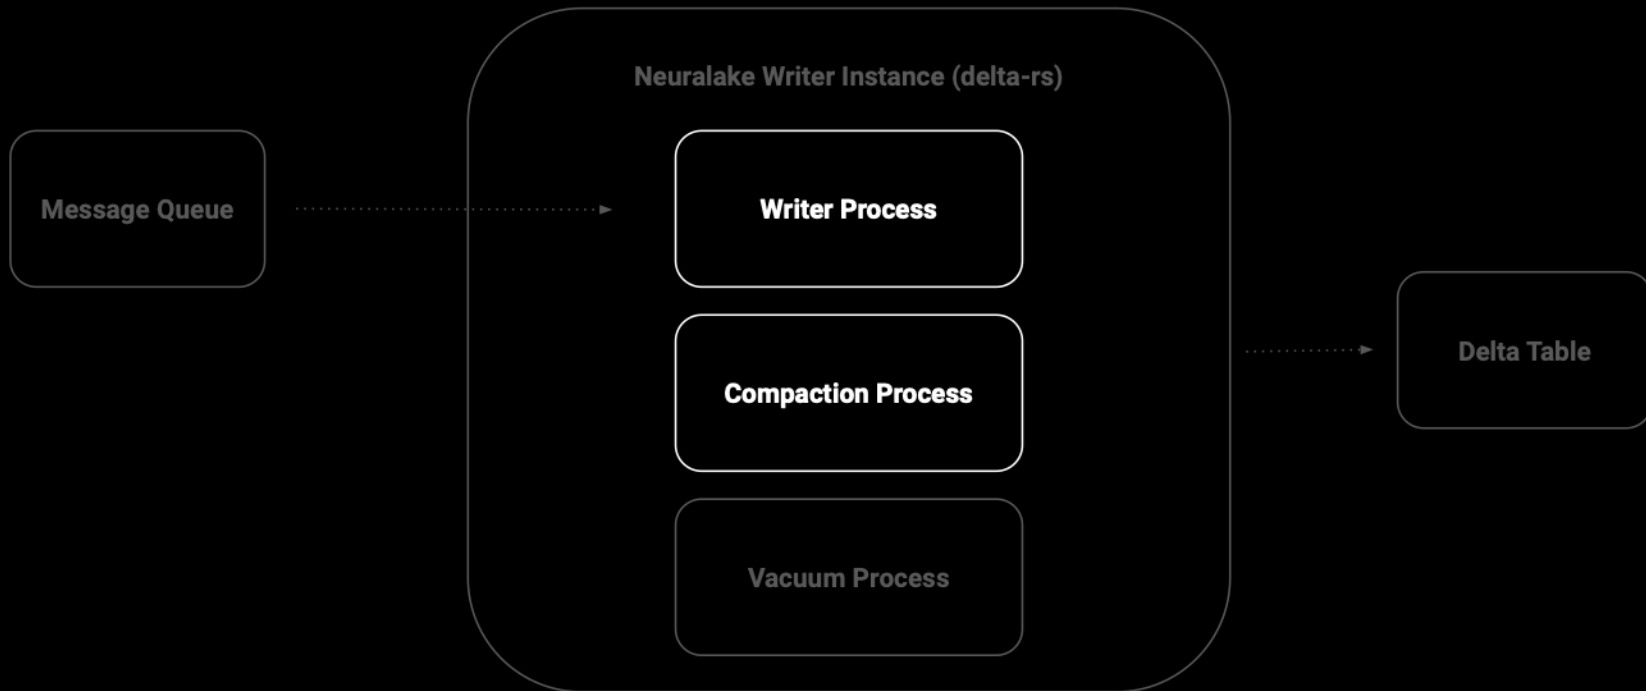 Neuralake Writer Instance (delta-rs)
Message Queue
Writer Process
Compaction Process
Delta Table
Vacuum Process